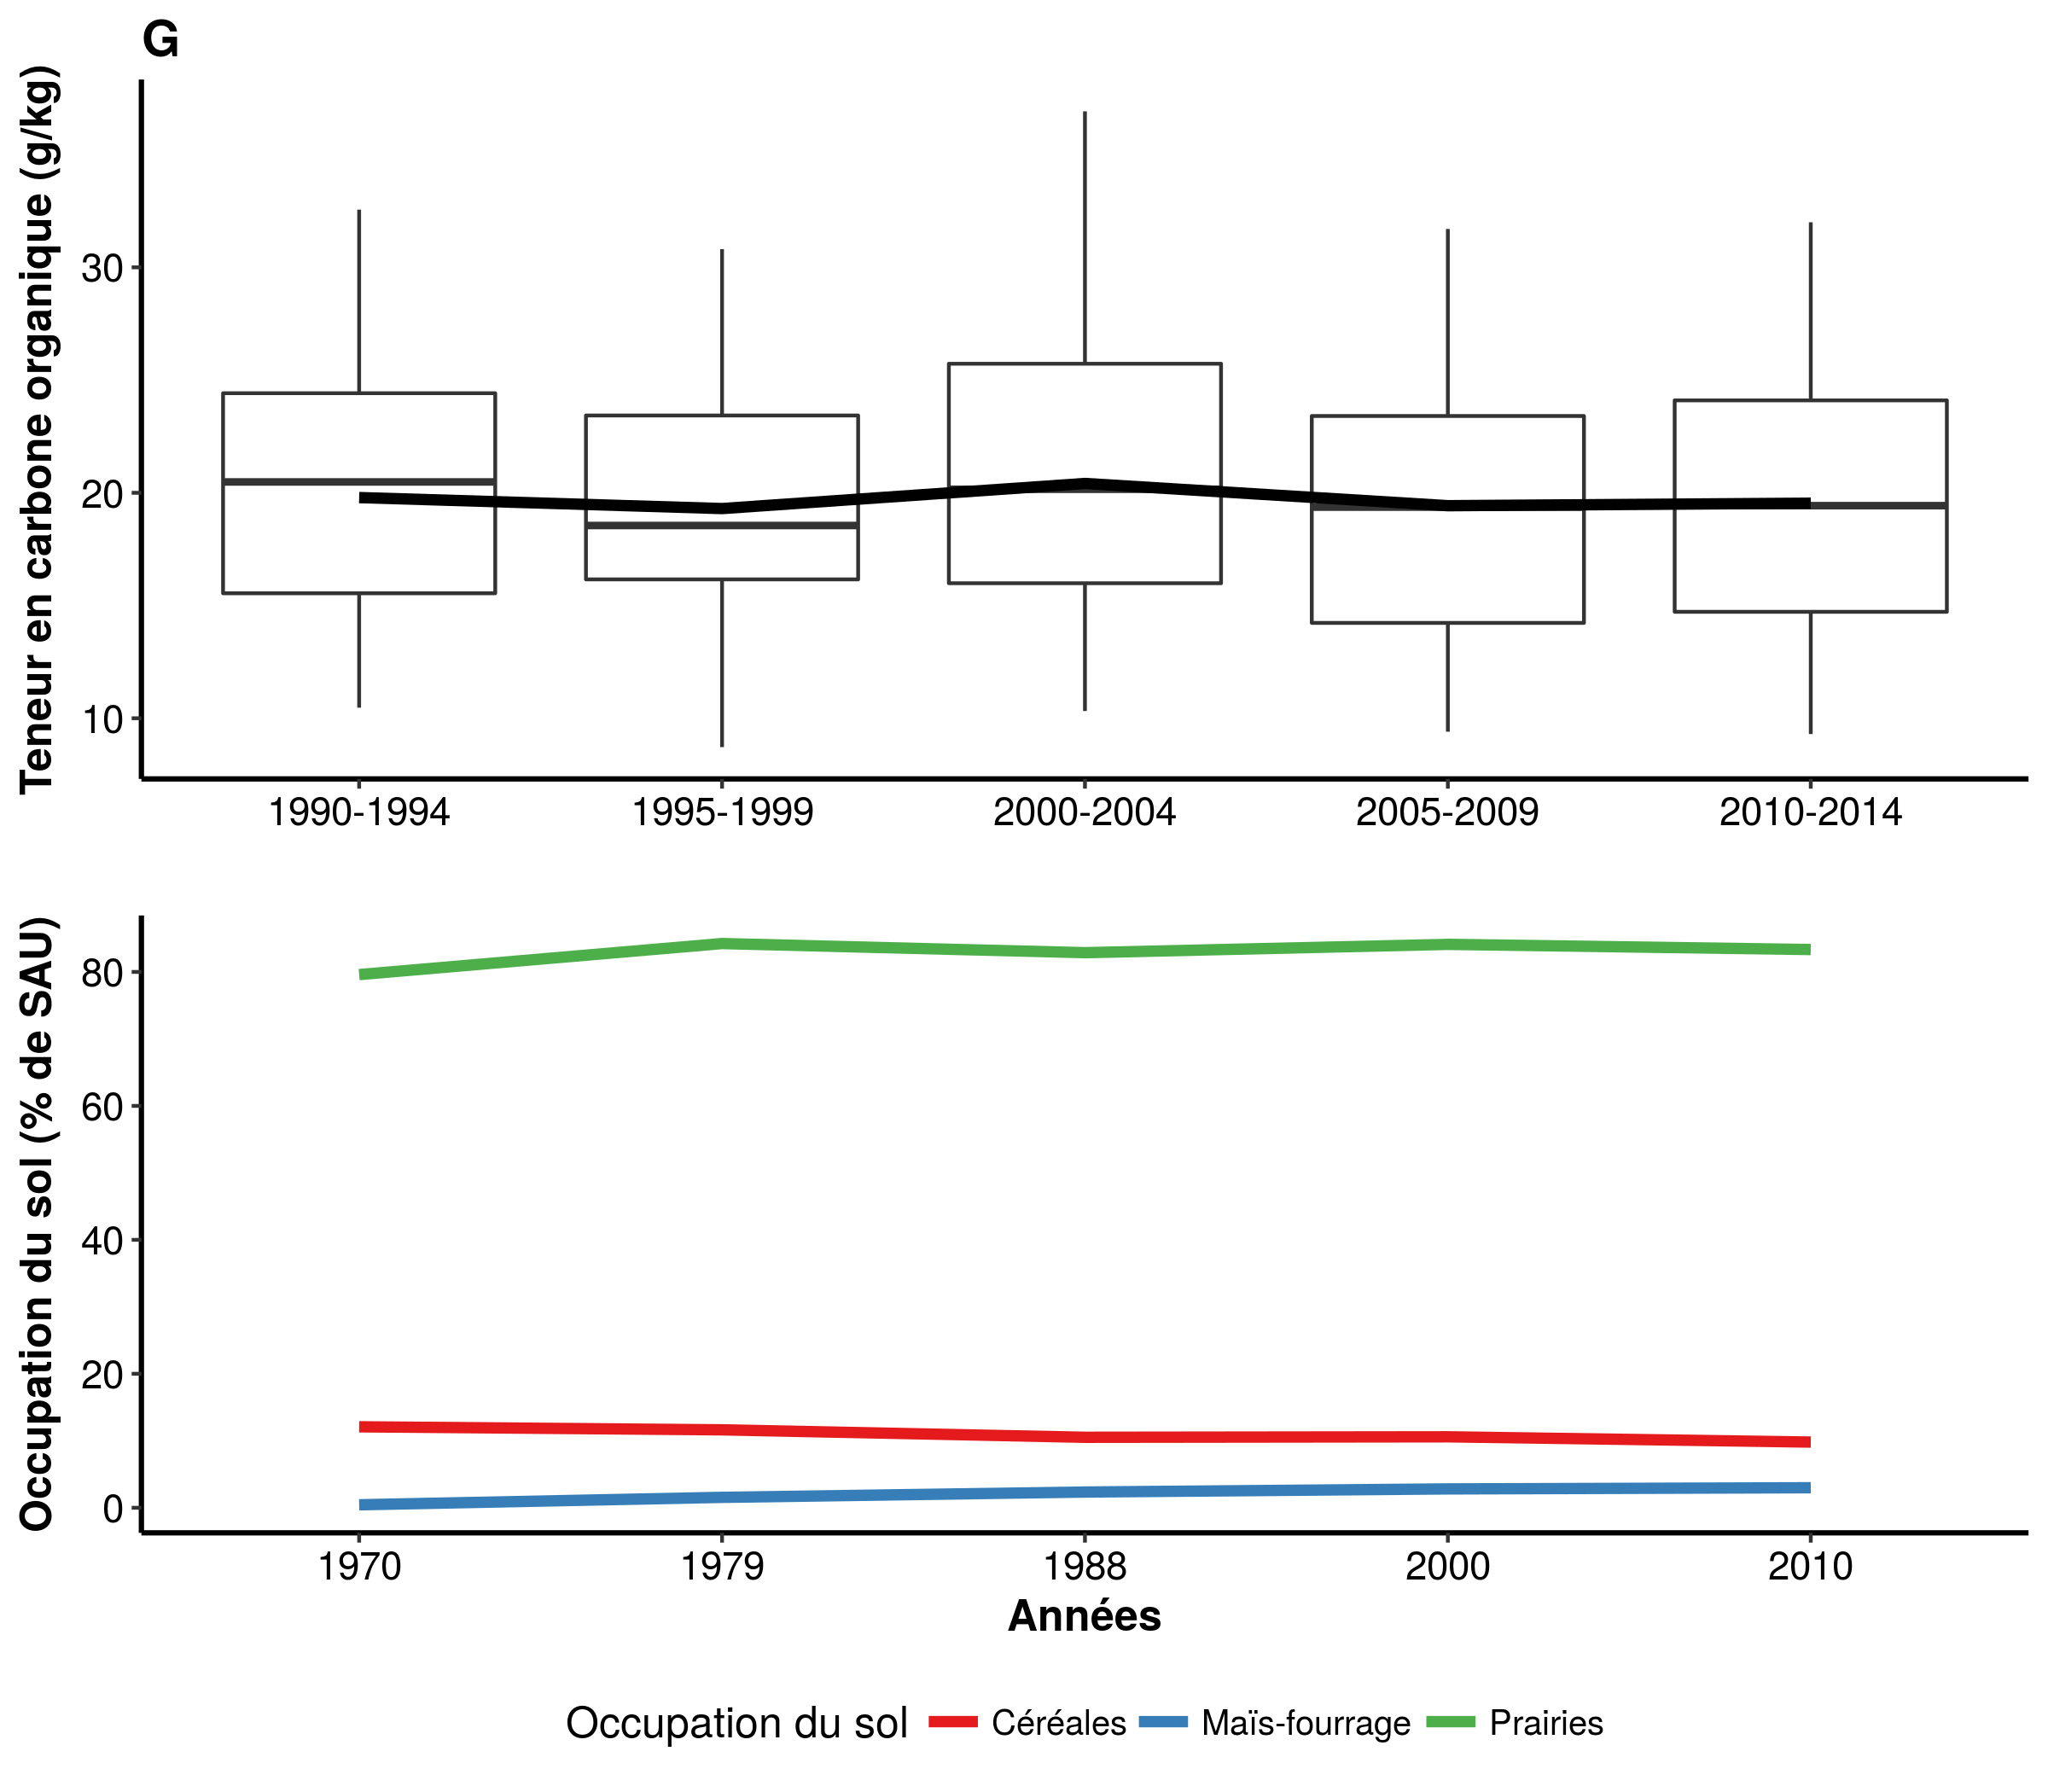 G
Teneur en carbone organique (g/kg)
30
20
10
1990-1994 1995-1999 2000-2004 2005-2009 2010-2014
Occupation du sol (% de SAU)
80
60
40
20
0
1970 1979 1988 2000 2010
Années
Occupation du sol Céréales Maïs-fourrage Prairies